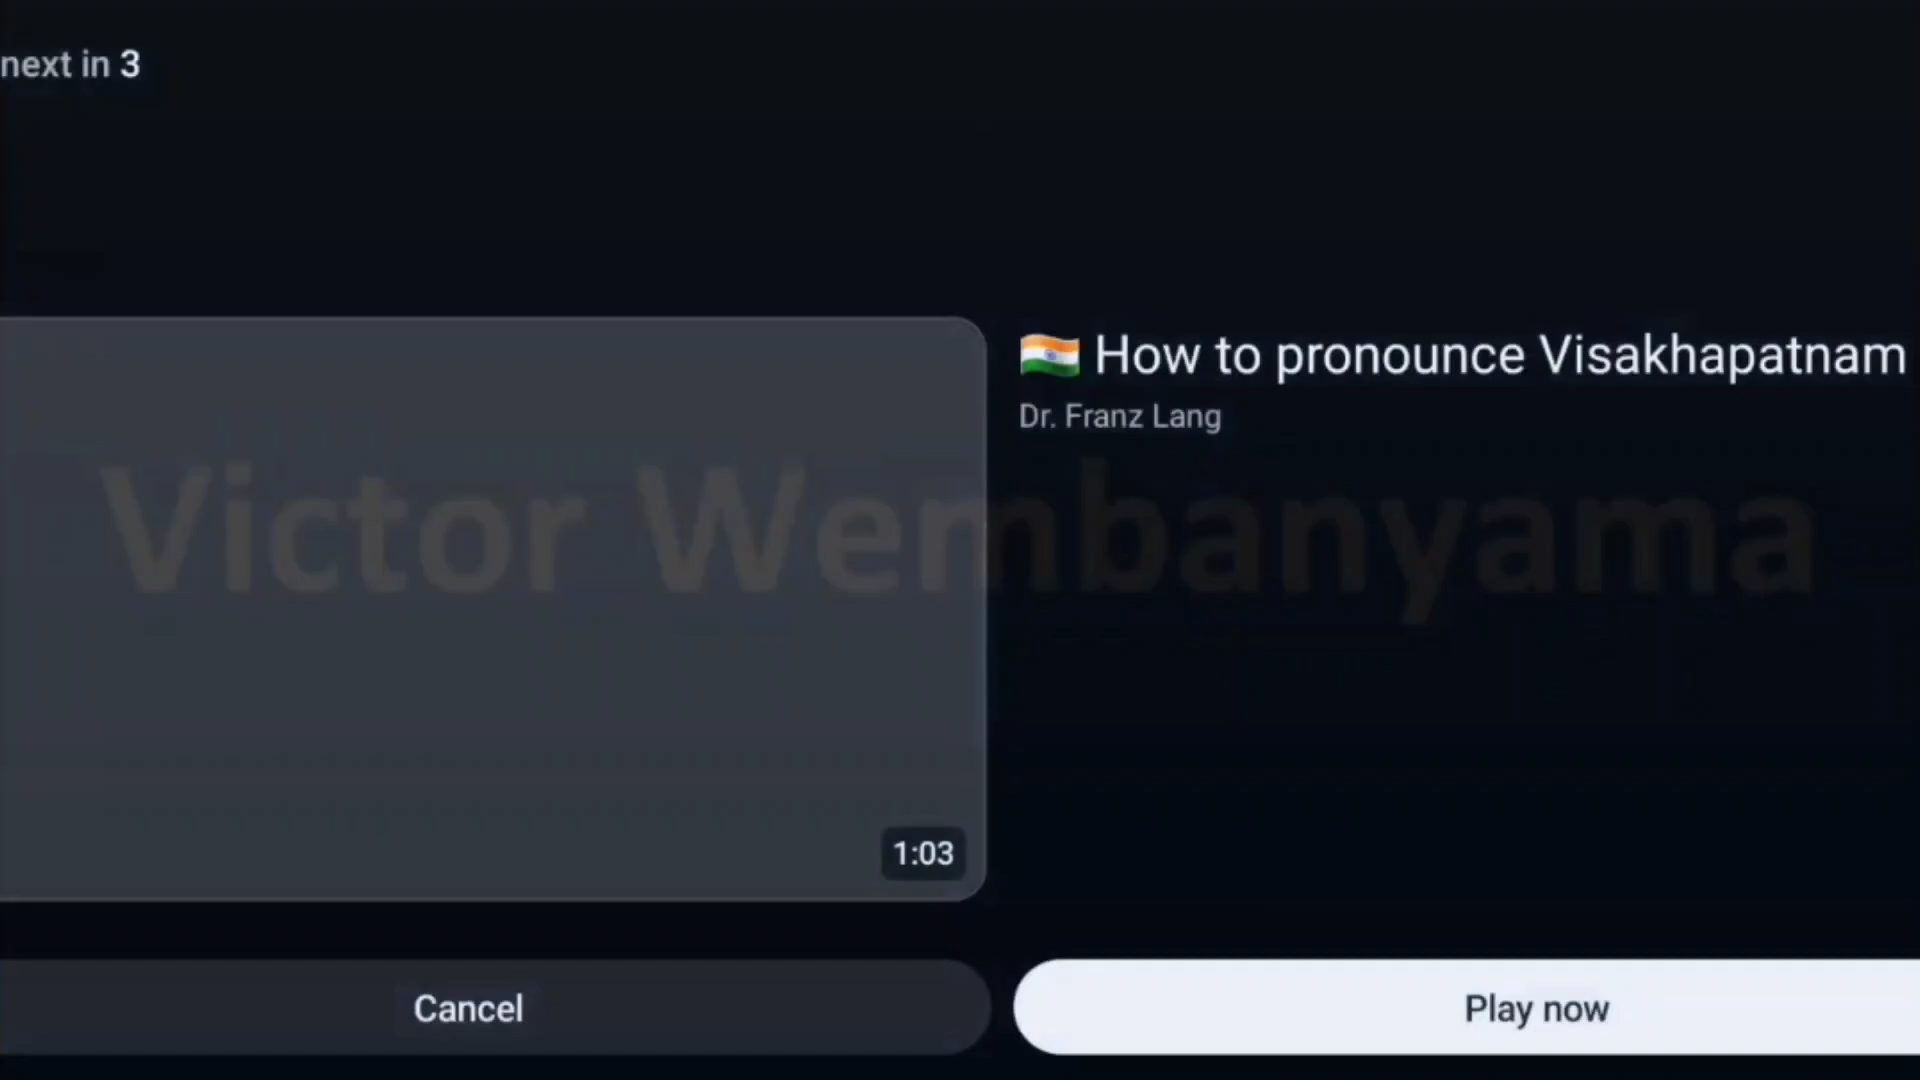 next in 3
🇮🇳 How to pronounce Visakhapatnam
Dr. Franz Lang
Victor Wembanyama
1:03
Cancel
Play now